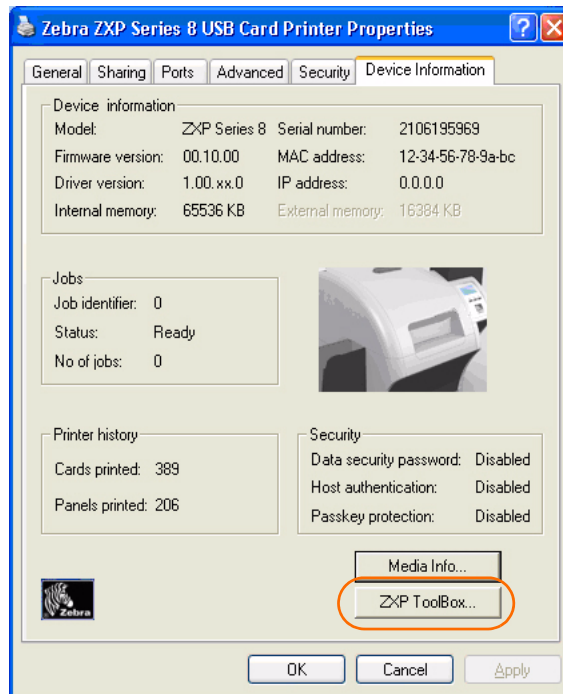 Zebra ZXP Series 8 USB Card Printer Properties
General Sharing Ports Advanced Security Device Information
Device information
Model: ZXP Series 8 Serial number: 2106195969
Firmware version: 00.10.00 MAC address: 12-34-56-78-9a-bc
Driver version: 1.00.xx.0 IP address: 0.0.0.0
Internal memory: 65536 KB External memory: 16384 KB
Jobs
Job identifier: 0
Status: Ready
No of jobs: 0
Printer history
Cards printed: 389
Panels printed: 206
Security
Data security password: Disabled
Host authentication: Disabled
Passkey protection: Disabled
Media Info...
Zebra
ZXP ToolBox...
OK Cancel Apply